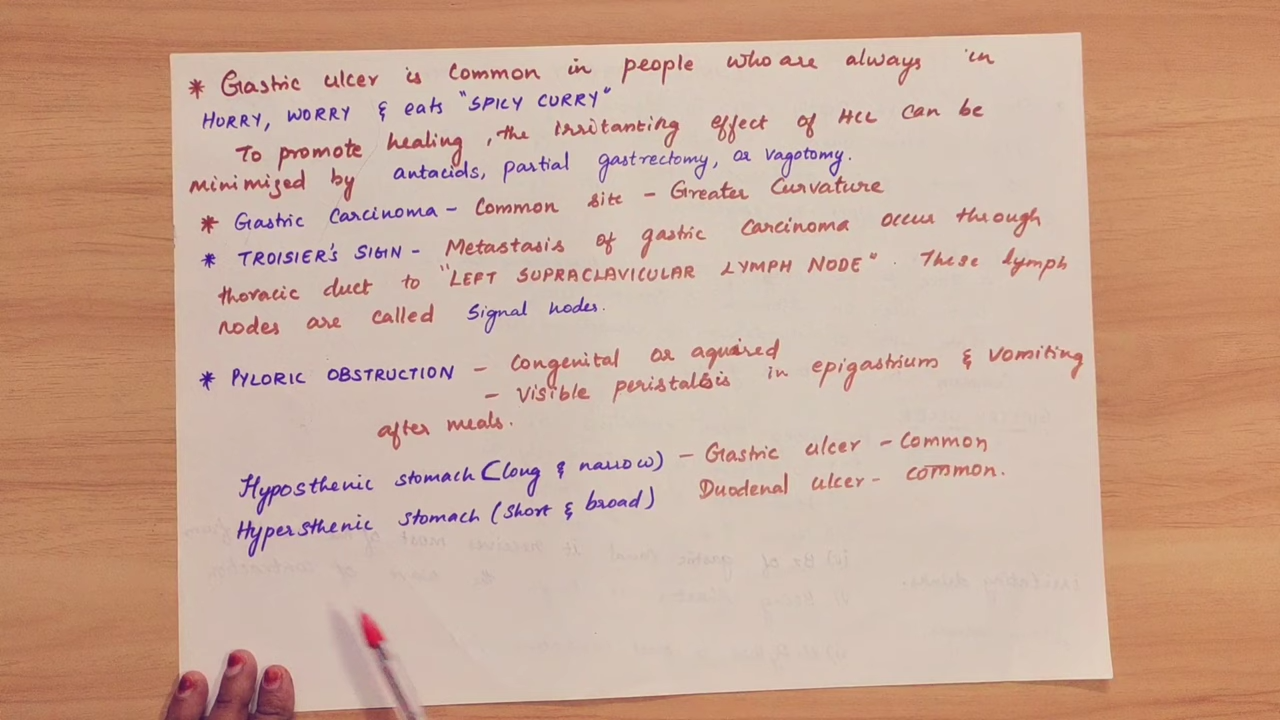 * Gastric ulcer is common in people who are always in
HURRY, WORRY & eats "SPICY CURRY"
To promote healing, the irritanting effect of HCL can be
minimized by antacids, partial gastrectomy, or vagotomy.
* Gastric Carcinoma - Common site - Greater Curvature
* TROISIER'S SIGN - Metastasis of gastric carcinoma occur through
thoracic duct to "LEFT SUPRACLAVICULAR LYMPH NODE". These lymph
nodes are called Signal nodes.
* PYLORIC OBSTRUCTION - Congenital or aquired
- Visible peristalsis in epigastrium & vomiting
after meals.
Hyposthenic stomach (long & narrow) - Gastric ulcer - Common
Hypersthenic stomach (short & broad) Duodenal ulcer - common.